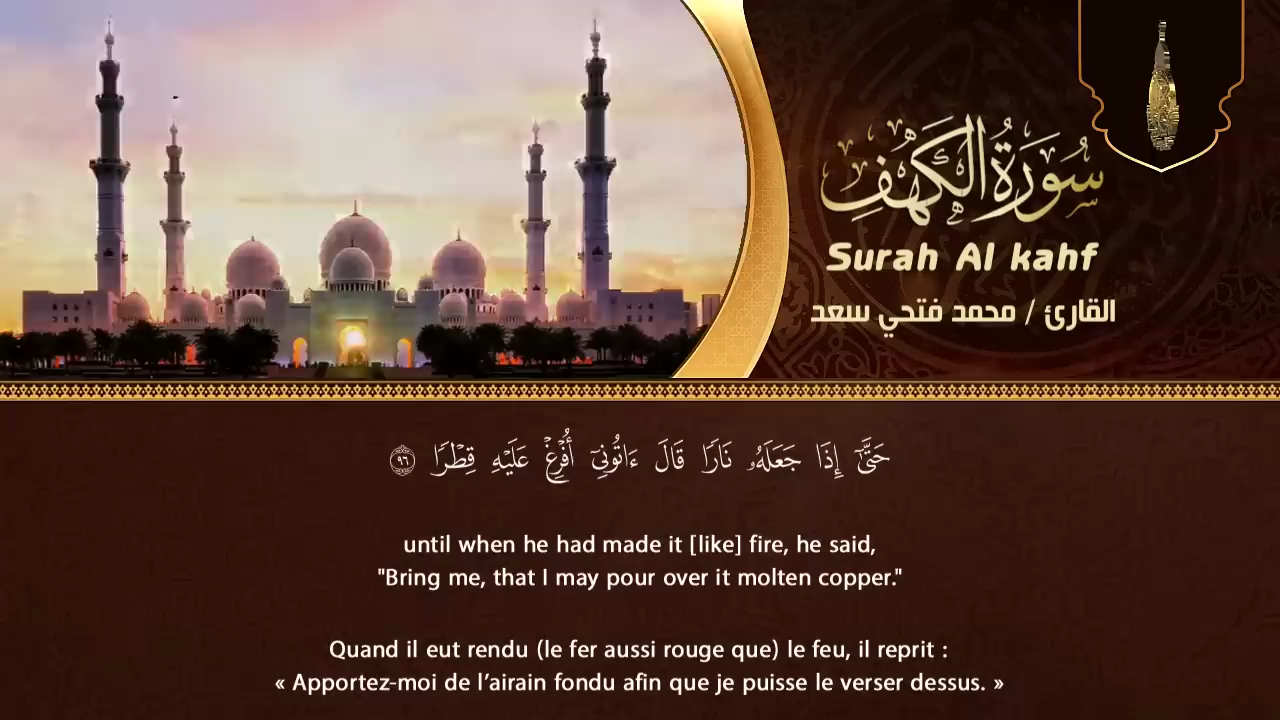 سُورَةُ الكَهْفِ
Surah Al kahf
القارئ / محمد فتحي سعد
حَتَّىٰٓ إِذَا جَعَلَهُۥ نَارًا قَالَ ءَاتُونِىٓ أُفْرِغْ عَلَيْهِ قِطْرًا ٩٦
until when he had made it [like] fire, he said,
"Bring me, that I may pour over it molten copper."
Quand il eut rendu (le fer aussi rouge que) le feu, il reprit :
« Apportez-moi de l’airain fondu afin que je puisse le verser dessus. »